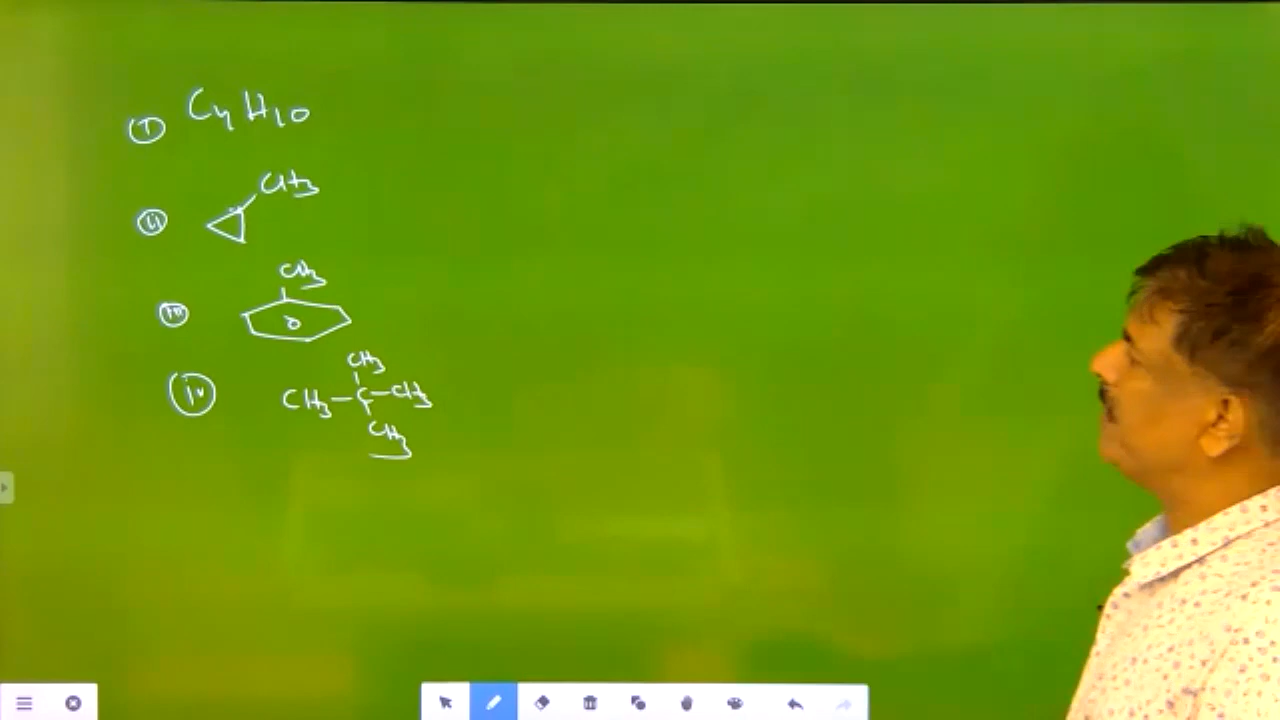 (i) C4H10
(ii) CH3
CH3
(iii)
CH3
(iv) CH3-C-CH3
CH3